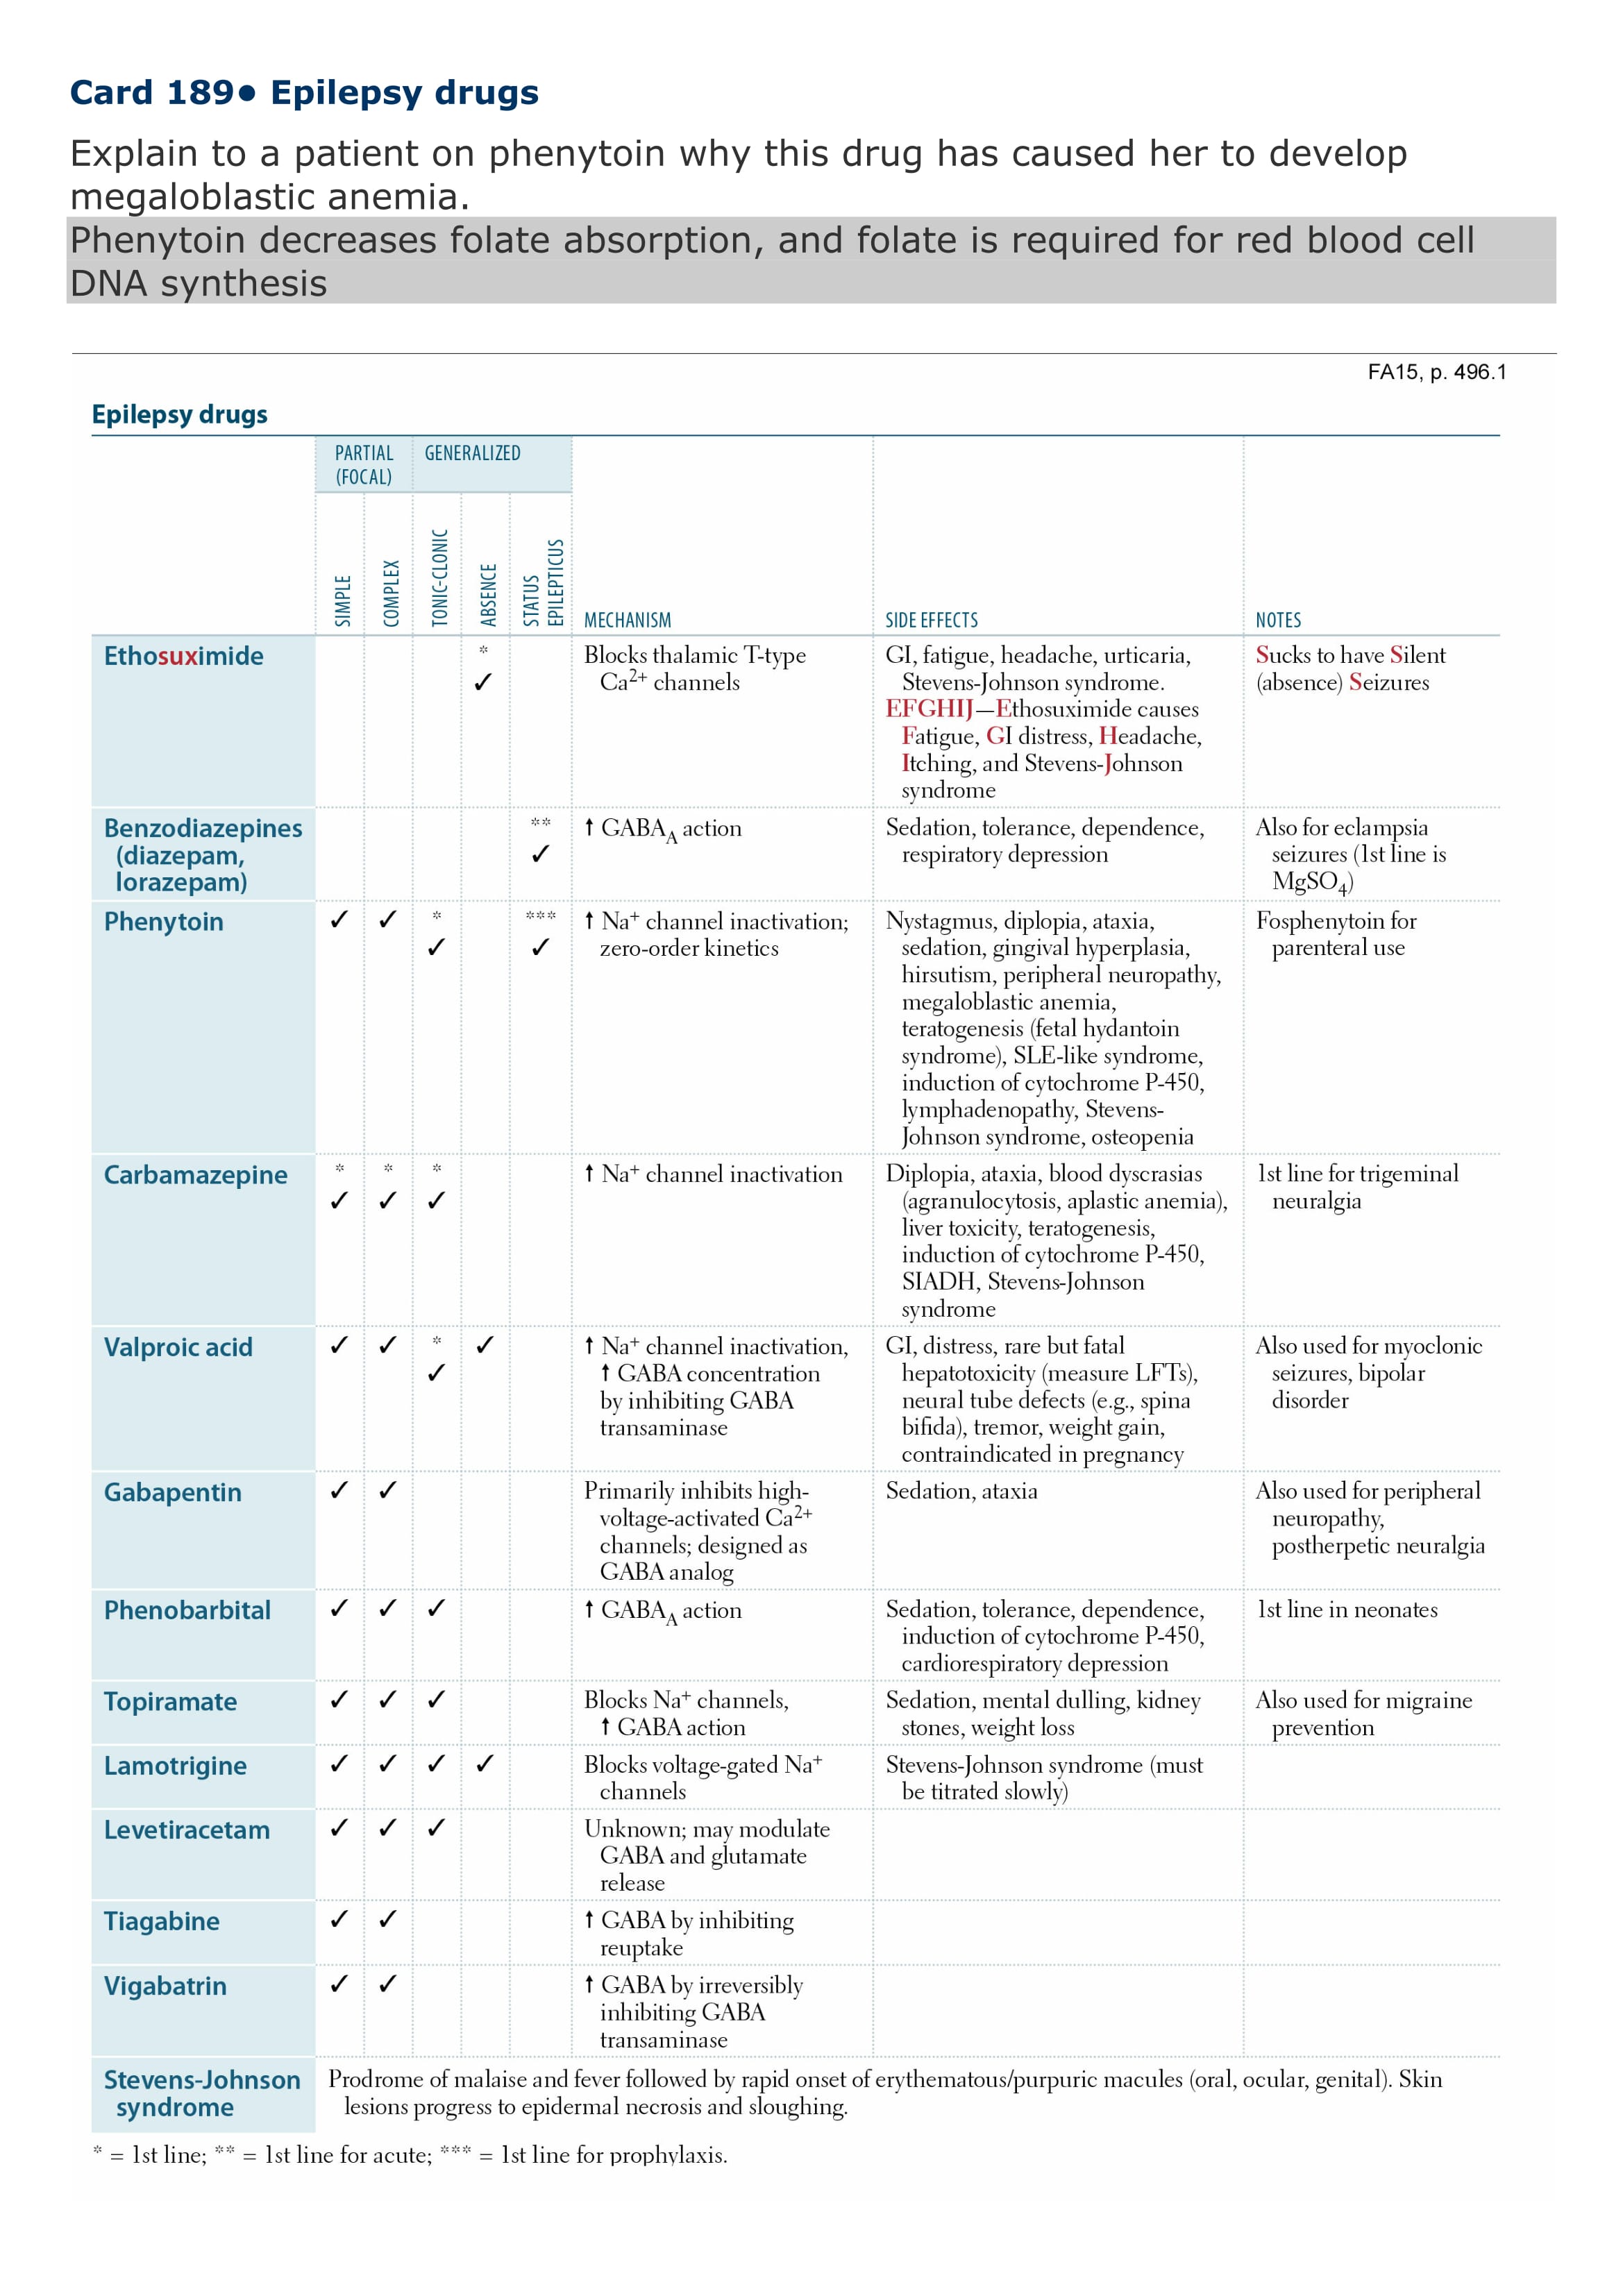 Card 189● Epilepsy drugs
Explain to a patient on phenytoin why this drug has caused her to develop
megaloblastic anemia.
Phenytoin decreases folate absorption, and folate is required for red blood cell
DNA synthesis
FA15, p. 496.1
Epilepsy drugs
PARTIAL
(FOCAL)
GENERALIZED
SIMPLE
COMPLEX
TONIC-CLONIC
ABSENCE
STATUS
EPILEPTICUS
MECHANISM
SIDE EFFECTS
NOTES
Ethosuximide
*
✓
Blocks thalamic T-type
Ca2+ channels
GI, fatigue, headache, urticaria,
Stevens-Johnson syndrome.
EFGHIJ—Ethosuximide causes
Fatigue, GI distress, Headache,
Itching, and Stevens-Johnson
syndrome
Sucks to have Silent
(absence) Seizures
Benzodiazepines
(diazepam,
lorazepam)
**
✓
↑ GABAA action
Sedation, tolerance, dependence,
respiratory depression
Also for eclampsia
seizures (1st line is
MgSO4)
Phenytoin
✓ ✓ * ***
✓ ✓
↑ Na+ channel inactivation;
zero-order kinetics
Nystagmus, diplopia, ataxia,
sedation, gingival hyperplasia,
hirsutism, peripheral neuropathy,
megaloblastic anemia,
teratogenesis (fetal hydantoin
syndrome), SLE-like syndrome,
induction of cytochrome P-450,
lymphadenopathy, Stevens-
Johnson syndrome, osteopenia
Fosphenytoin for
parenteral use
Carbamazepine
* * *
✓ ✓ ✓
↑ Na+ channel inactivation
Diplopia, ataxia, blood dyscrasias
(agranulocytosis, aplastic anemia),
liver toxicity, teratogenesis,
induction of cytochrome P-450,
SIADH, Stevens-Johnson
syndrome
1st line for trigeminal
neuralgia
Valproic acid
✓ ✓ * ✓
✓
↑ Na+ channel inactivation,
↑ GABA concentration
by inhibiting GABA
transaminase
GI, distress, rare but fatal
hepatotoxicity (measure LFTs),
neural tube defects (e.g., spina
bifida), tremor, weight gain,
contraindicated in pregnancy
Also used for myoclonic
seizures, bipolar
disorder
Gabapentin
✓ ✓
Primarily inhibits high-
voltage-activated Ca2+
channels; designed as
GABA analog
Sedation, ataxia
Also used for peripheral
neuropathy,
postherpetic neuralgia
Phenobarbital
✓ ✓ ✓
↑ GABAA action
Sedation, tolerance, dependence,
induction of cytochrome P-450,
cardiorespiratory depression
1st line in neonates
Topiramate
✓ ✓ ✓
Blocks Na+ channels,
↑ GABA action
Sedation, mental dulling, kidney
stones, weight loss
Also used for migraine
prevention
Lamotrigine
✓ ✓ ✓ ✓
Blocks voltage-gated Na+
channels
Stevens-Johnson syndrome (must
be titrated slowly)
Levetiracetam
✓ ✓ ✓
Unknown; may modulate
GABA and glutamate
release
Tiagabine
✓ ✓
↑ GABA by inhibiting
reuptake
Vigabatrin
✓ ✓
↑ GABA by irreversibly
inhibiting GABA
transaminase
Stevens-Johnson
syndrome
Prodrome of malaise and fever followed by rapid onset of erythematous/purpuric macules (oral, ocular, genital). Skin
lesions progress to epidermal necrosis and sloughing.
* = 1st line; ** = 1st line for acute; *** = 1st line for prophylaxis.